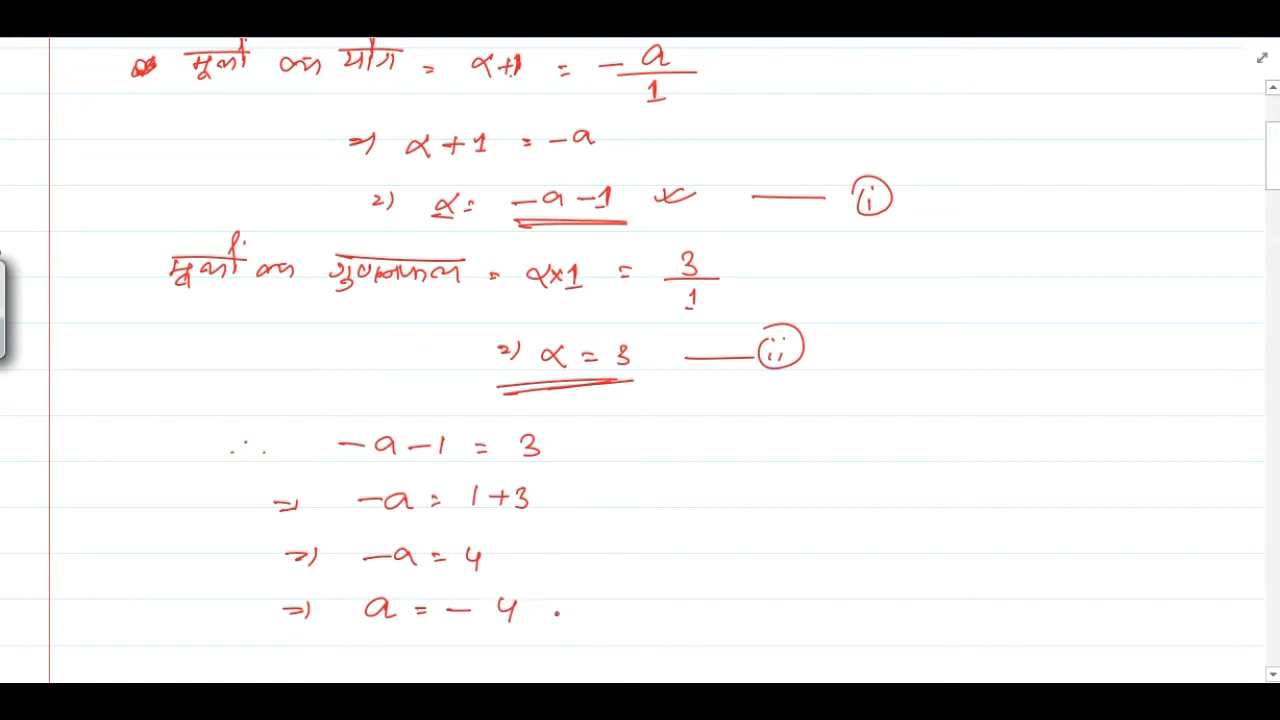 मूलों का योग = α+1 = -a/1
⇒ α + 1 = -a
⇒ α = -a - 1 — (i)
मूलों का गुणनफल = α×1 = 3/1
⇒ α = 3 — (ii)
∴ -a - 1 = 3
⇒ -a = 1 + 3
⇒ -a = 4
⇒ a = - 4 .